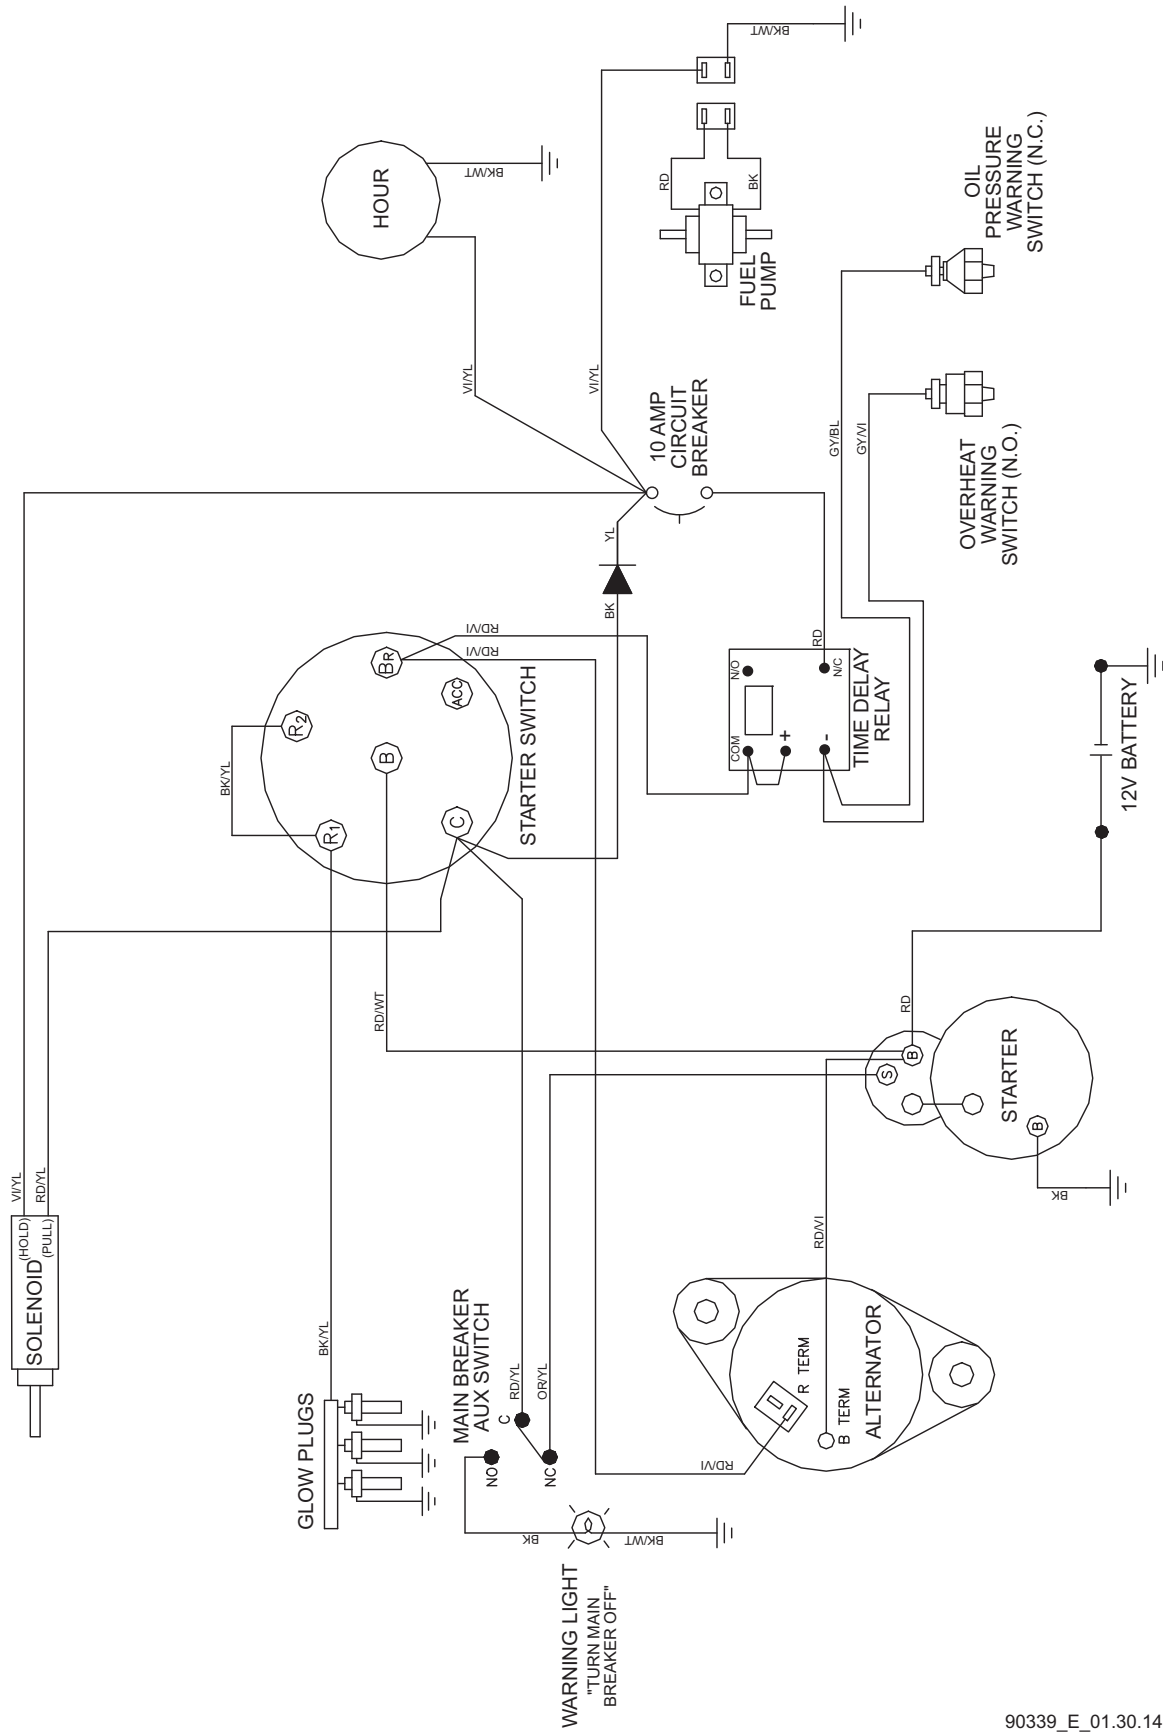 SOLENOID
(HOLD)
(PULL)
VI/YL
RD/YL
HOUR
BK/WT
VI/YL
BK/WT
RD
BK
FUEL
PUMP
VI/YL
10 AMP
CIRCUIT
BREAKER
YL
BK
R1
R2
BK/YL
B
BR
ACC
C
STARTER SWITCH
RD/VI
RD/VI
OIL
PRESSURE
WARNING
SWITCH (N.C.)
OVERHEAT
WARNING
SWITCH (N.O.)
GY/BL
GY/VI
RD
N/O
N/C
COM
+
-
TIME DELAY
RELAY
12V BATTERY
RD/WT
RD
S
B
B
STARTER
BK
BK/YL
GLOW PLUGS
MAIN BREAKER
AUX SWITCH
C
NO
NC
RD/YL
OR/YL
BK
BK/WT
WARNING LIGHT
"TURN MAIN
BREAKER OFF"
RD/VI
RD/VI
R TERM
B TERM
ALTERNATOR
90339_E_01.30.14